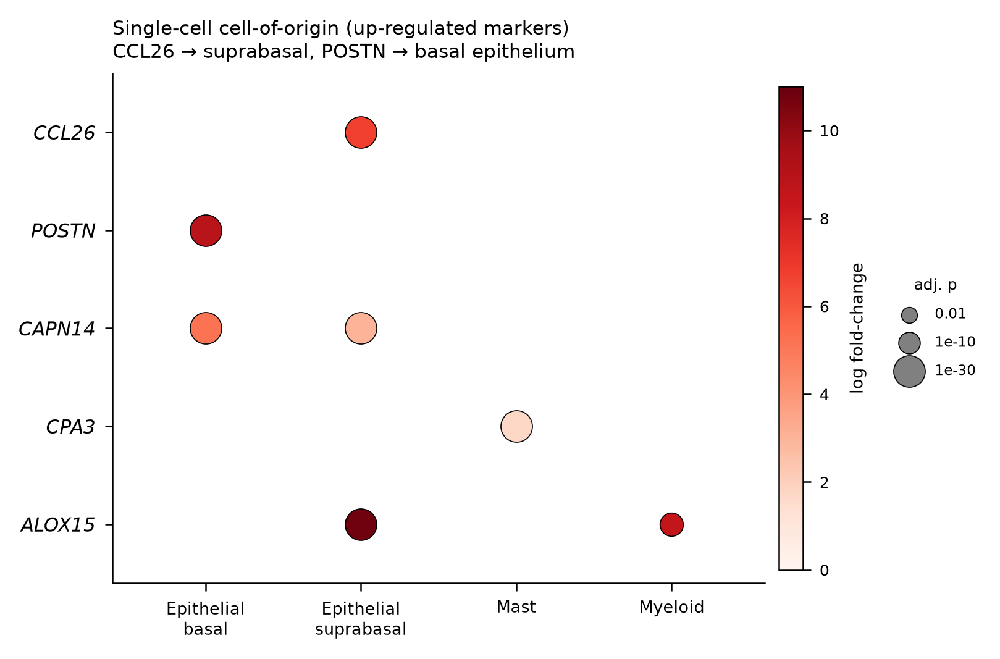 Single-cell cell-of-origin (up-regulated markers)
CCL26 → suprabasal, POSTN → basal epithelium
CCL26
POSTN
CAPN14
CPA3
ALOX15
Epithelial
basal
Epithelial
suprabasal
Mast
Myeloid
10
8
6
4
2
0
log fold-change
adj. p
0.01
1e-10
1e-30